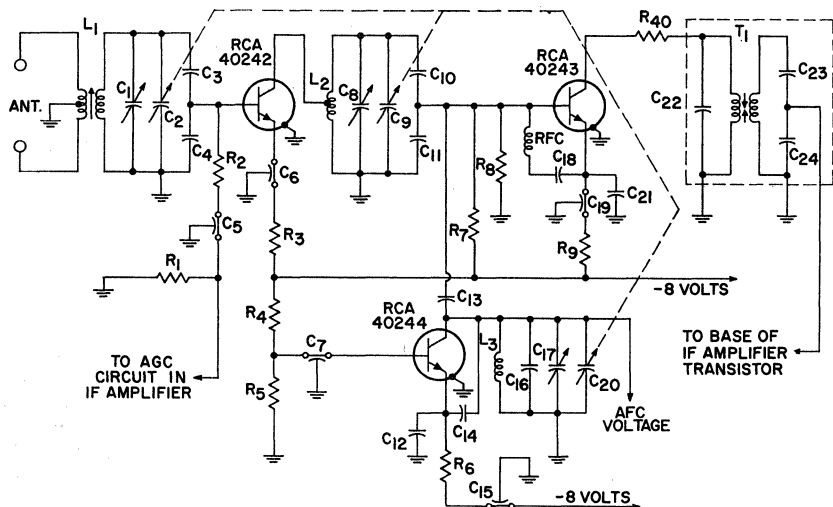 L1
ANT.
C1
C2
C3
C4
R2
C5
R1
TO AGC
CIRCUIT IN
IF AMPLIFIER
RCA
40242
C6
R3
R4
R5
C7
L2
C8
C9
C10
C11
R7
R8
RFC
C18
RCA
40243
C19
C21
R9
R40
C22
T1
C23
C24
-8 VOLTS
TO BASE OF
IF AMPLIFIER
TRANSISTOR
C13
RCA
40244
L3
C16
C17
C20
AFC
VOLTAGE
C12
C14
R6
C15
-8 VOLTS